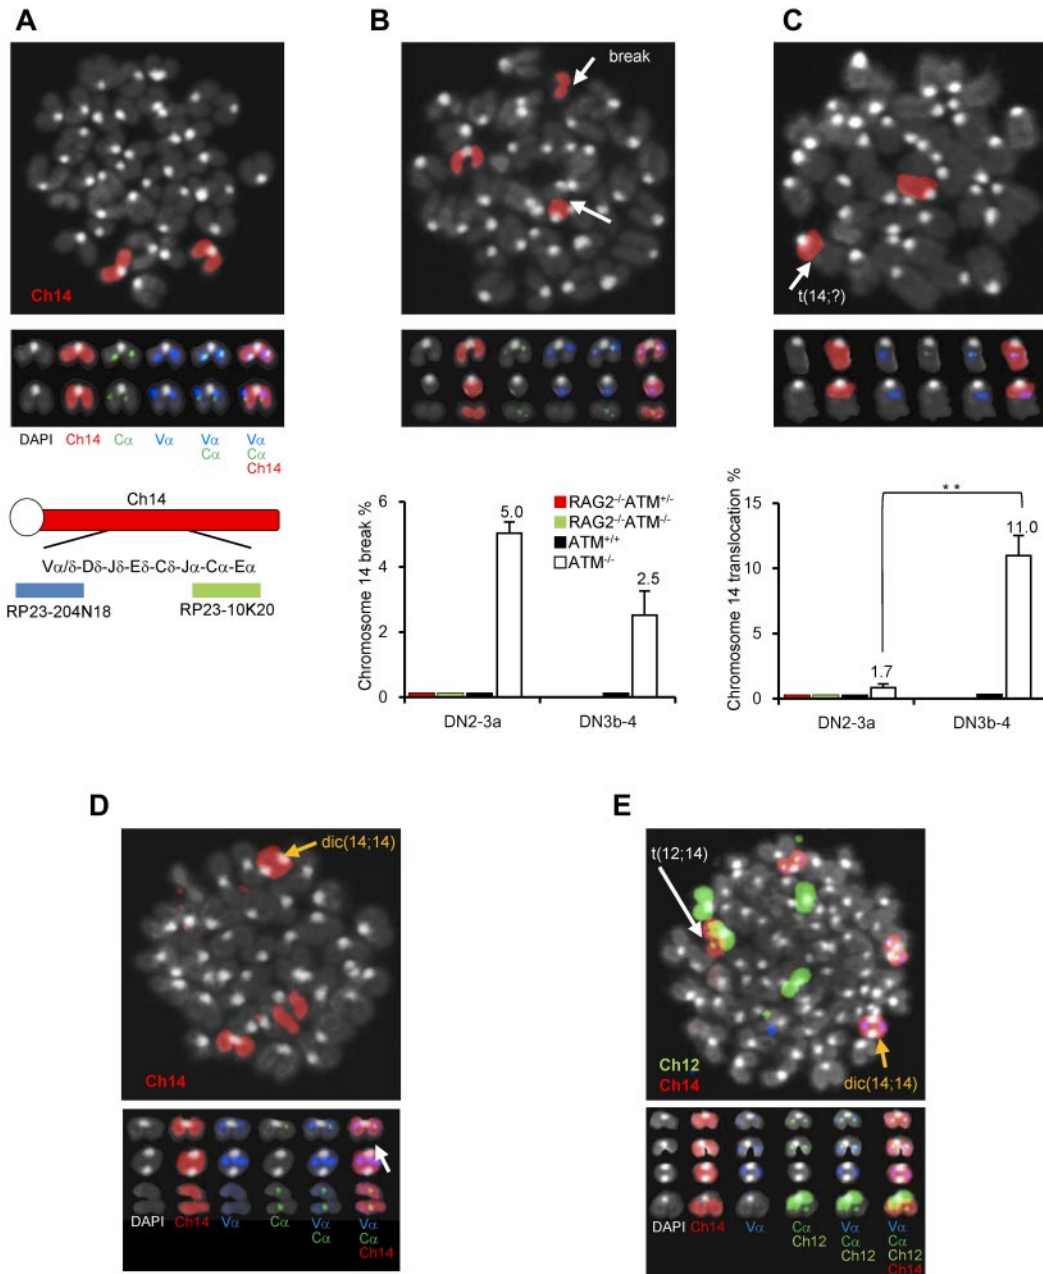 A
Ch14
DAPI Ch14 Cα Vα Vα Vα
Cα Cα
Ch14
Ch14
Vα/δ-Dδ-Jδ-Eδ-Cδ-Jα-Cα-Eα
RP23-204N18 RP23-10K20
B
break
Chromosome 14 break %
6
4
2
0
5.0
2.5
RAG2-/-ATM+/-
RAG2-/-ATM-/-
ATM+/+
ATM-/-
DN2-3a DN3b-4
C
t(14;?)
Chromosome 14 translocation %
15
10
5
0
* *
1.7
11.0
DN2-3a DN3b-4
D
dic(14;14)
Ch14
DAPI Ch14 Vα Cα Vα Vα
Cα Cα
Ch14
E
t(12;14)
Ch12
Ch14
dic(14;14)
DAPI Ch14 Vα Cα Vα Vα
Ch12 Cα Cα
Ch12 Ch12
Ch14